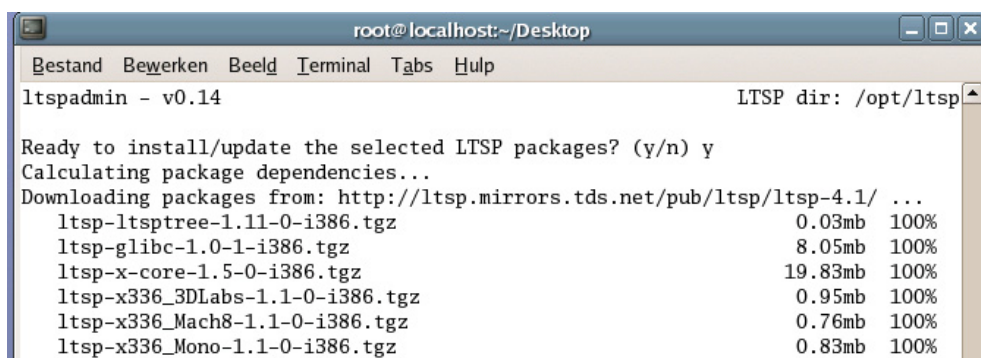 root@localhost:~/Desktop
Bestand Bewerken Beeld Terminal Tabs Hulp
ltspadmin - v0.14 LTSP dir: /opt/ltsp
Ready to install/update the selected LTSP packages? (y/n) y
Calculating package dependencies...
Downloading packages from: http://ltsp.mirrors.tds.net/pub/ltsp/ltsp-4.1/ ...
ltsp-ltsptree-1.11-0-i386.tgz 0.03mb 100%
ltsp-glibc-1.0-1-i386.tgz 8.05mb 100%
ltsp-x-core-1.5-0-i386.tgz 19.83mb 100%
ltsp-x336_3DLabs-1.1-0-i386.tgz 0.95mb 100%
ltsp-x336_Mach8-1.1-0-i386.tgz 0.76mb 100%
ltsp-x336_Mono-1.1-0-i386.tgz 0.83mb 100%